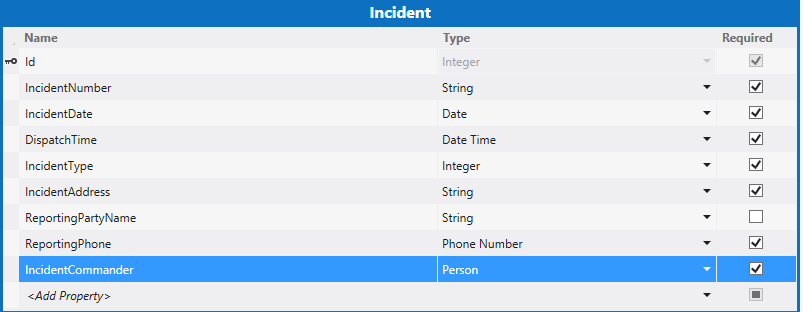 Incident
Name Type Required
Id Integer
IncidentNumber String
IncidentDate Date
DispatchTime Date Time
IncidentType Integer
IncidentAddress String
ReportingPartyName String
ReportingPhone Phone Number
IncidentCommander Person
<Add Property>